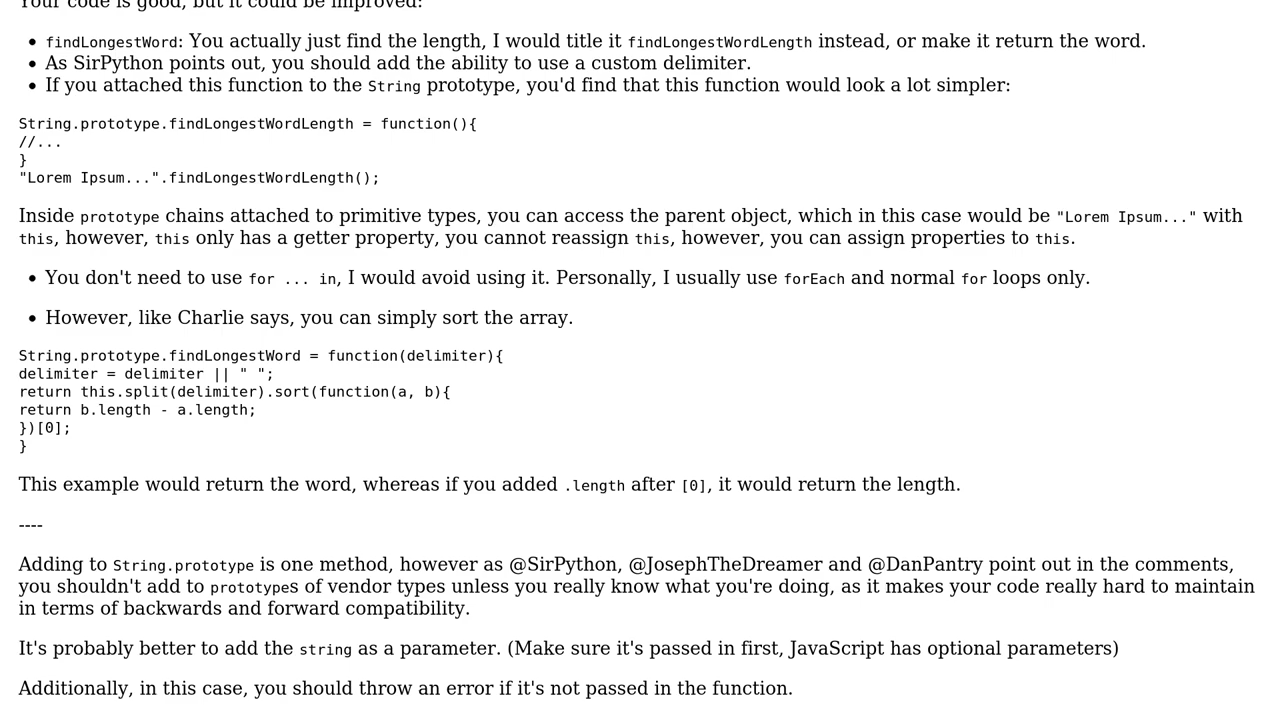 Your code is good, but it could be improved:
• findLongestWord: You actually just find the length, I would title it findLongestWordLength instead, or make it return the word.
• As SirPython points out, you should add the ability to use a custom delimiter.
• If you attached this function to the String prototype, you'd find that this function would look a lot simpler:
String.prototype.findLongestWordLength = function(){
//...
}
"Lorem Ipsum...".findLongestWordLength();
Inside prototype chains attached to primitive types, you can access the parent object, which in this case would be "Lorem Ipsum..." with
this, however, this only has a getter property, you cannot reassign this, however, you can assign properties to this.
• You don't need to use for ... in, I would avoid using it. Personally, I usually use forEach and normal for loops only.
• However, like Charlie says, you can simply sort the array.
String.prototype.findLongestWord = function(delimiter){
delimiter = delimiter || " ";
return this.split(delimiter).sort(function(a, b){
return b.length - a.length;
})[0];
}
This example would return the word, whereas if you added .length after [0], it would return the length.
----
Adding to String.prototype is one method, however as @SirPython, @JosephTheDreamer and @DanPantry point out in the comments,
you shouldn't add to prototypes of vendor types unless you really know what you're doing, as it makes your code really hard to maintain
in terms of backwards and forward compatibility.
It's probably better to add the string as a parameter. (Make sure it's passed in first, JavaScript has optional parameters)
Additionally, in this case, you should throw an error if it's not passed in the function.